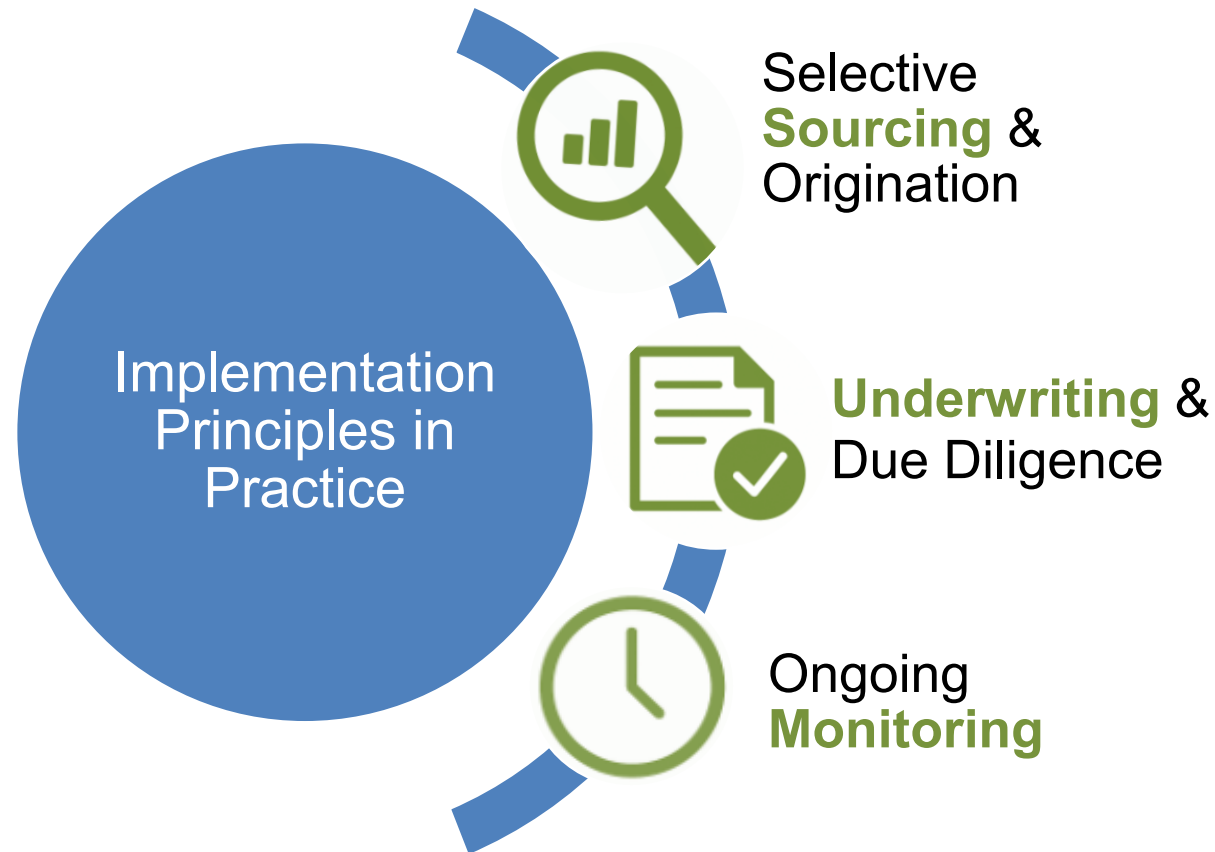 Implementation
Principles in
Practice
Selective
Sourcing &
Origination
Underwriting &
Due Diligence
Ongoing
Monitoring